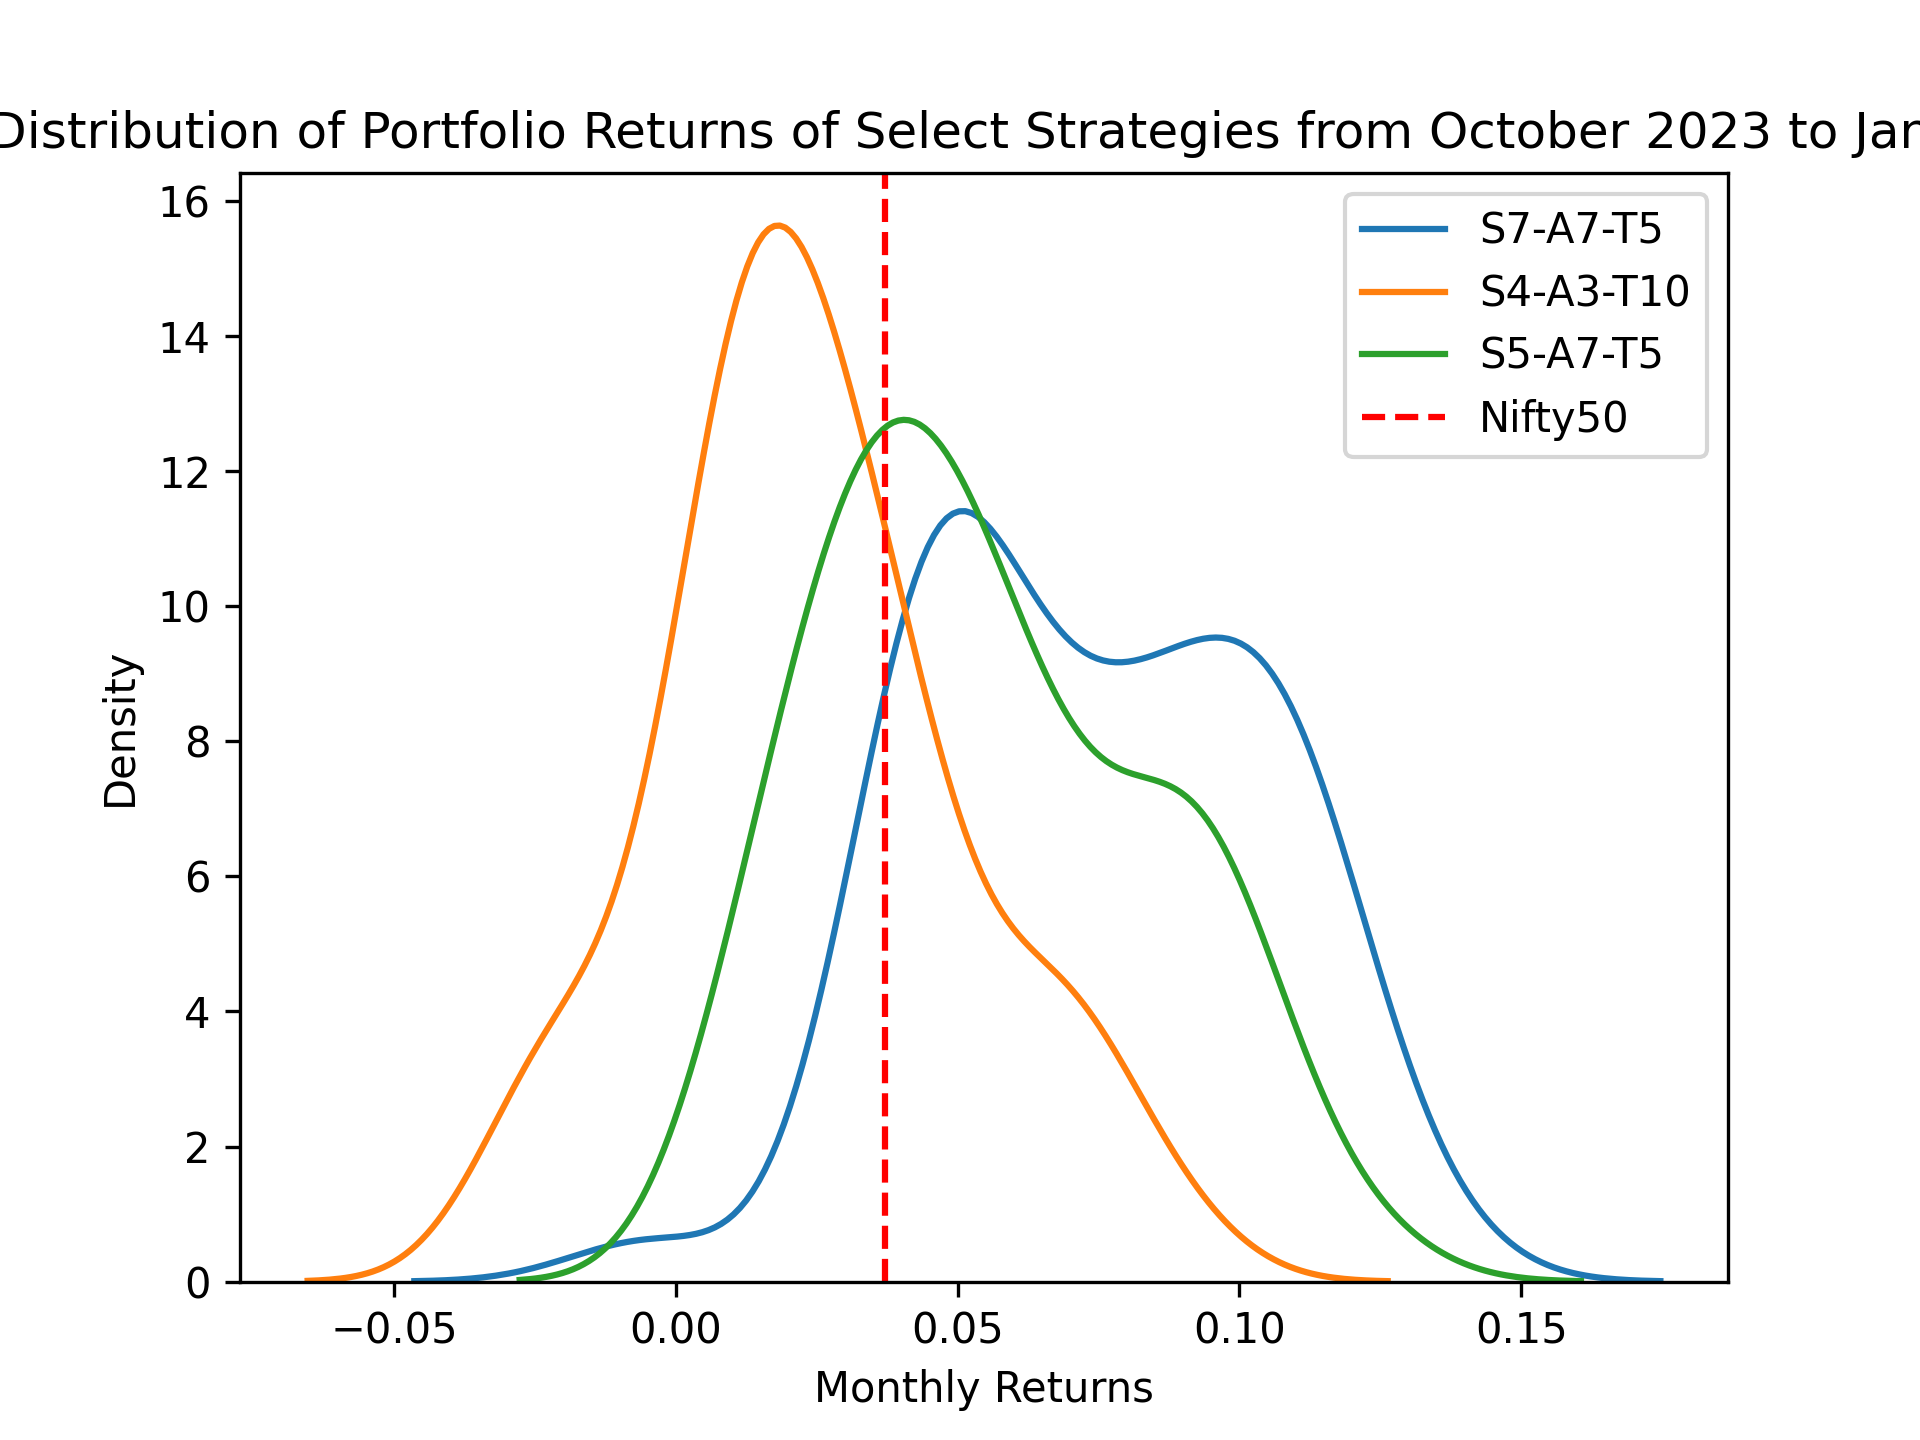 Distribution of Portfolio Returns of Select Strategies from October 2023 to Jan
16
14
12
10
8
6
4
2
0
Density
S7-A7-T5
S4-A3-T10
S5-A7-T5
Nifty50
−0.05 0.00 0.05 0.10 0.15
Monthly Returns